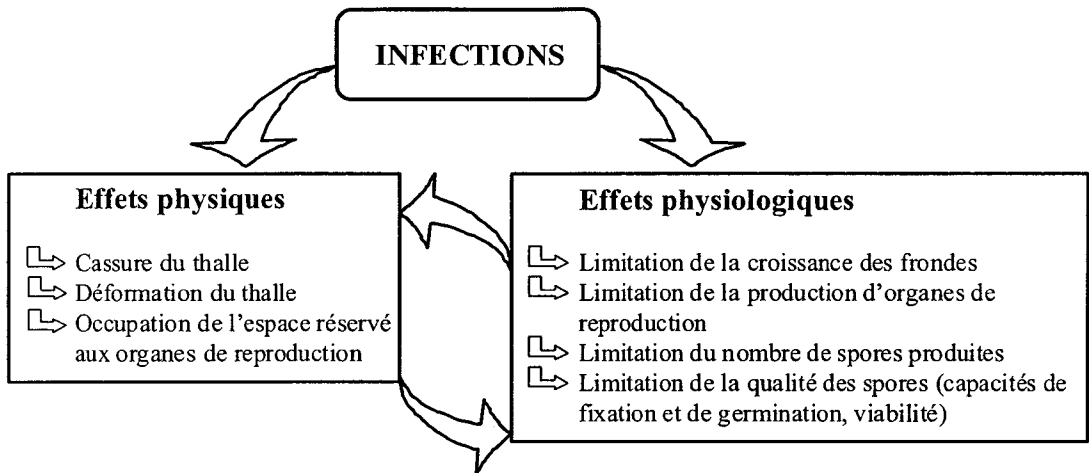 INFECTIONS
Effets physiques
Cassure du thalle
Déformation du thalle
Occupation de l'espace réservé
aux organes de reproduction
Effets physiologiques
Limitation de la croissance des frondes
Limitation de la production d'organes de
reproduction
Limitation du nombre de spores produites
Limitation de la qualité des spores (capacités de
fixation et de germination, viabilité)